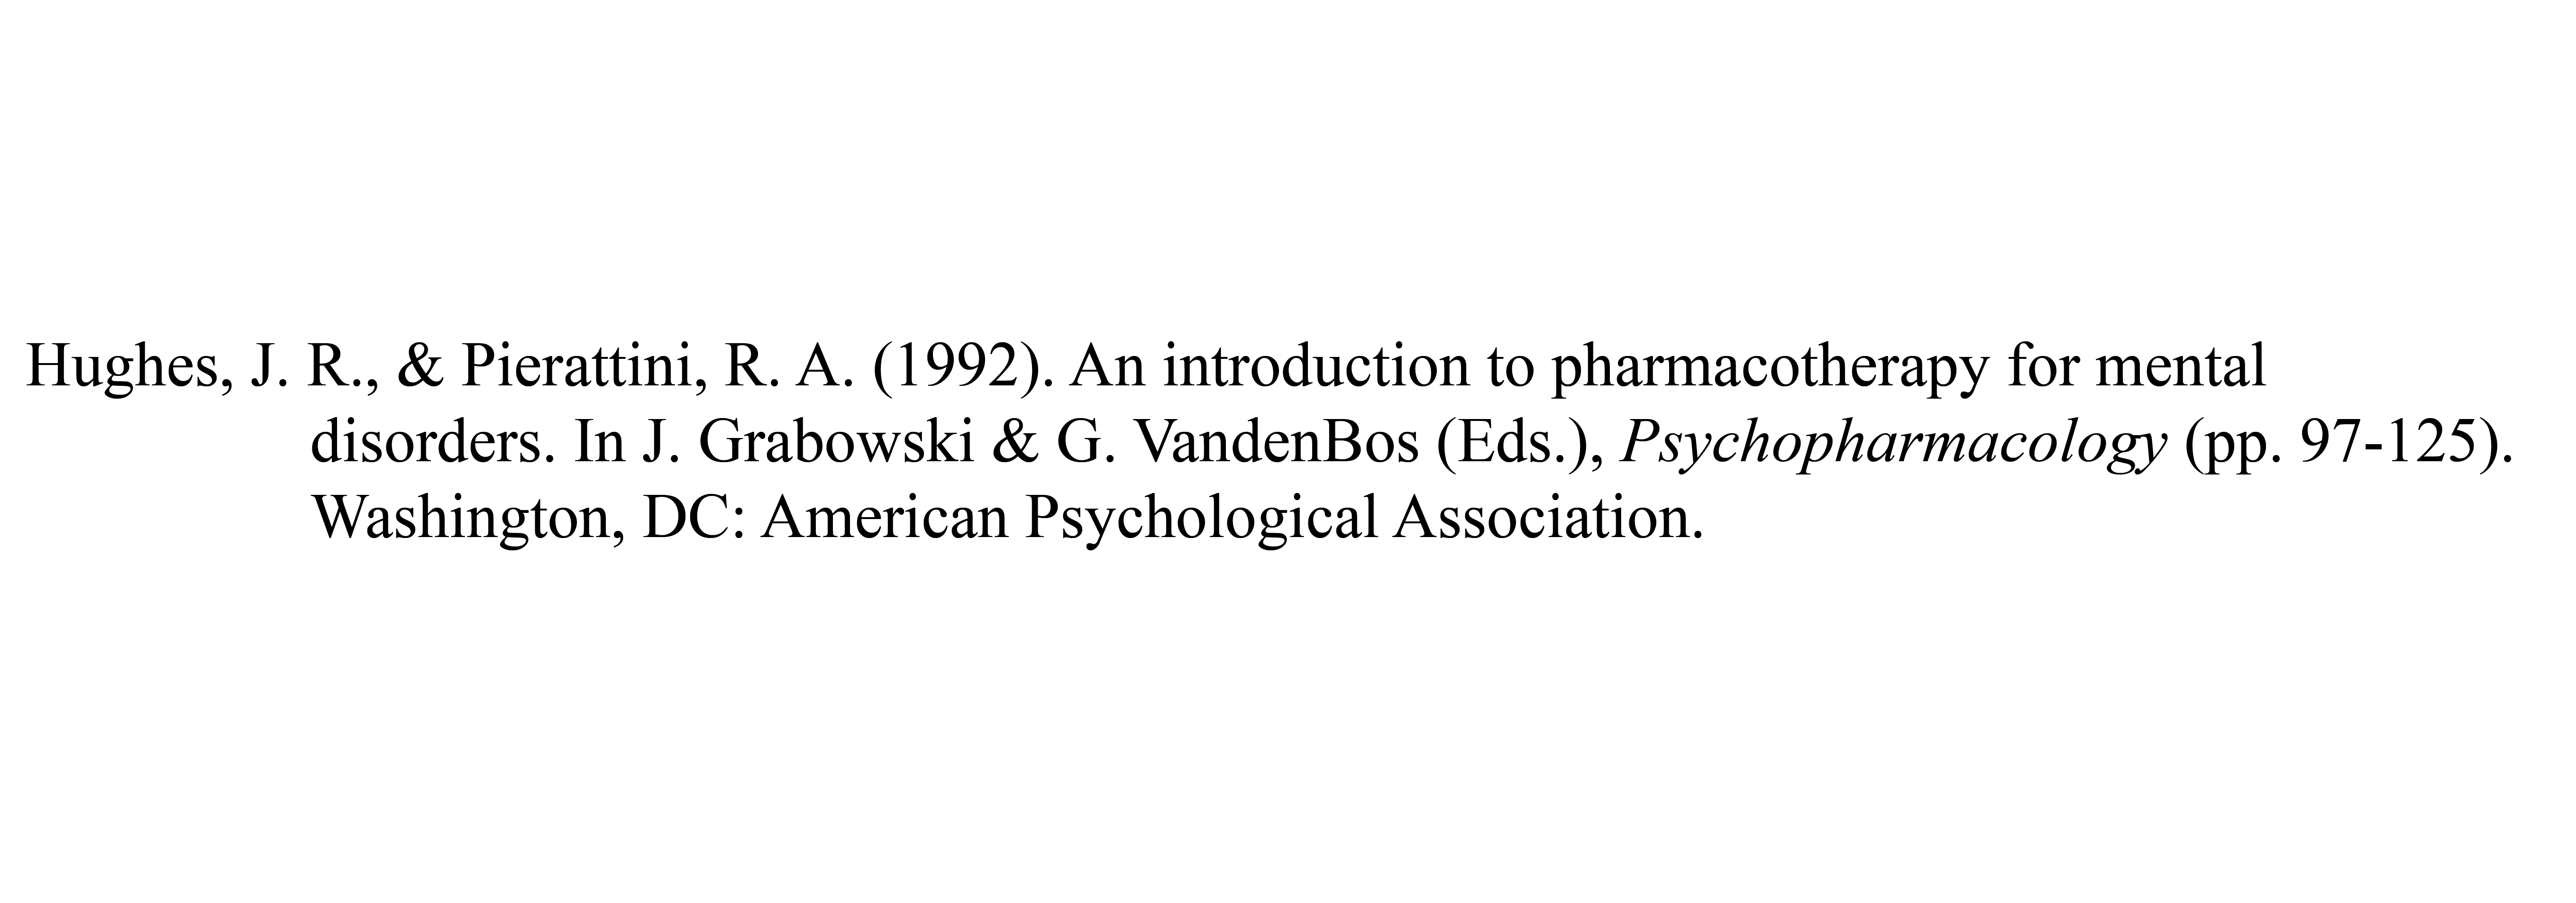 Hughes, J. R., & Pierattini, R. A. (1992). An introduction to pharmacotherapy for mental
disorders. In J. Grabowski & G. VandenBos (Eds.), Psychopharmacology (pp. 97-125).
Washington, DC: American Psychological Association.